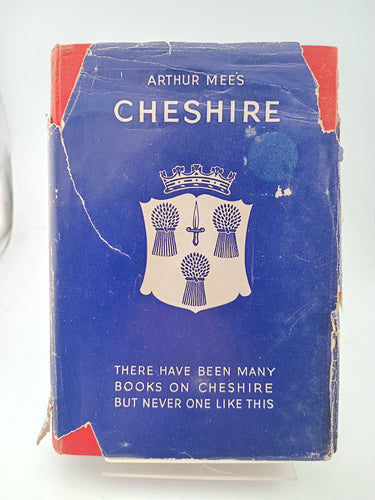 ARTHUR MEE'S
CHESHIRE
THERE HAVE BEEN MANY
BOOKS ON CHESHIRE
BUT NEVER ONE LIKE THIS